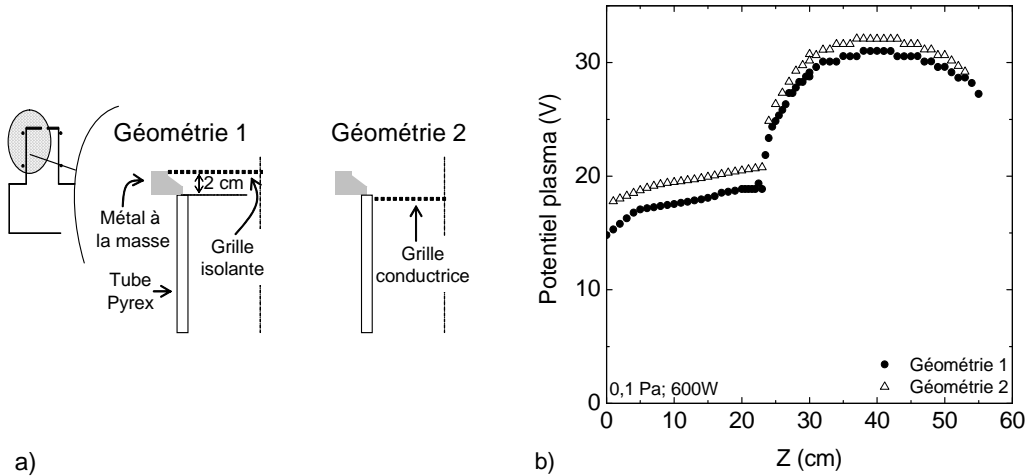 a)
Géométrie 1
Géométrie 2
2 cm
Métal à
la masse
Grille
isolante
Grille
conductrice
Tube
Pyrex
b)
Potentiel plasma (V)
30
20
10
0
0 10 20 30 40 50 60
Z (cm)
Géométrie 1
Géométrie 2
0,1 Pa; 600W